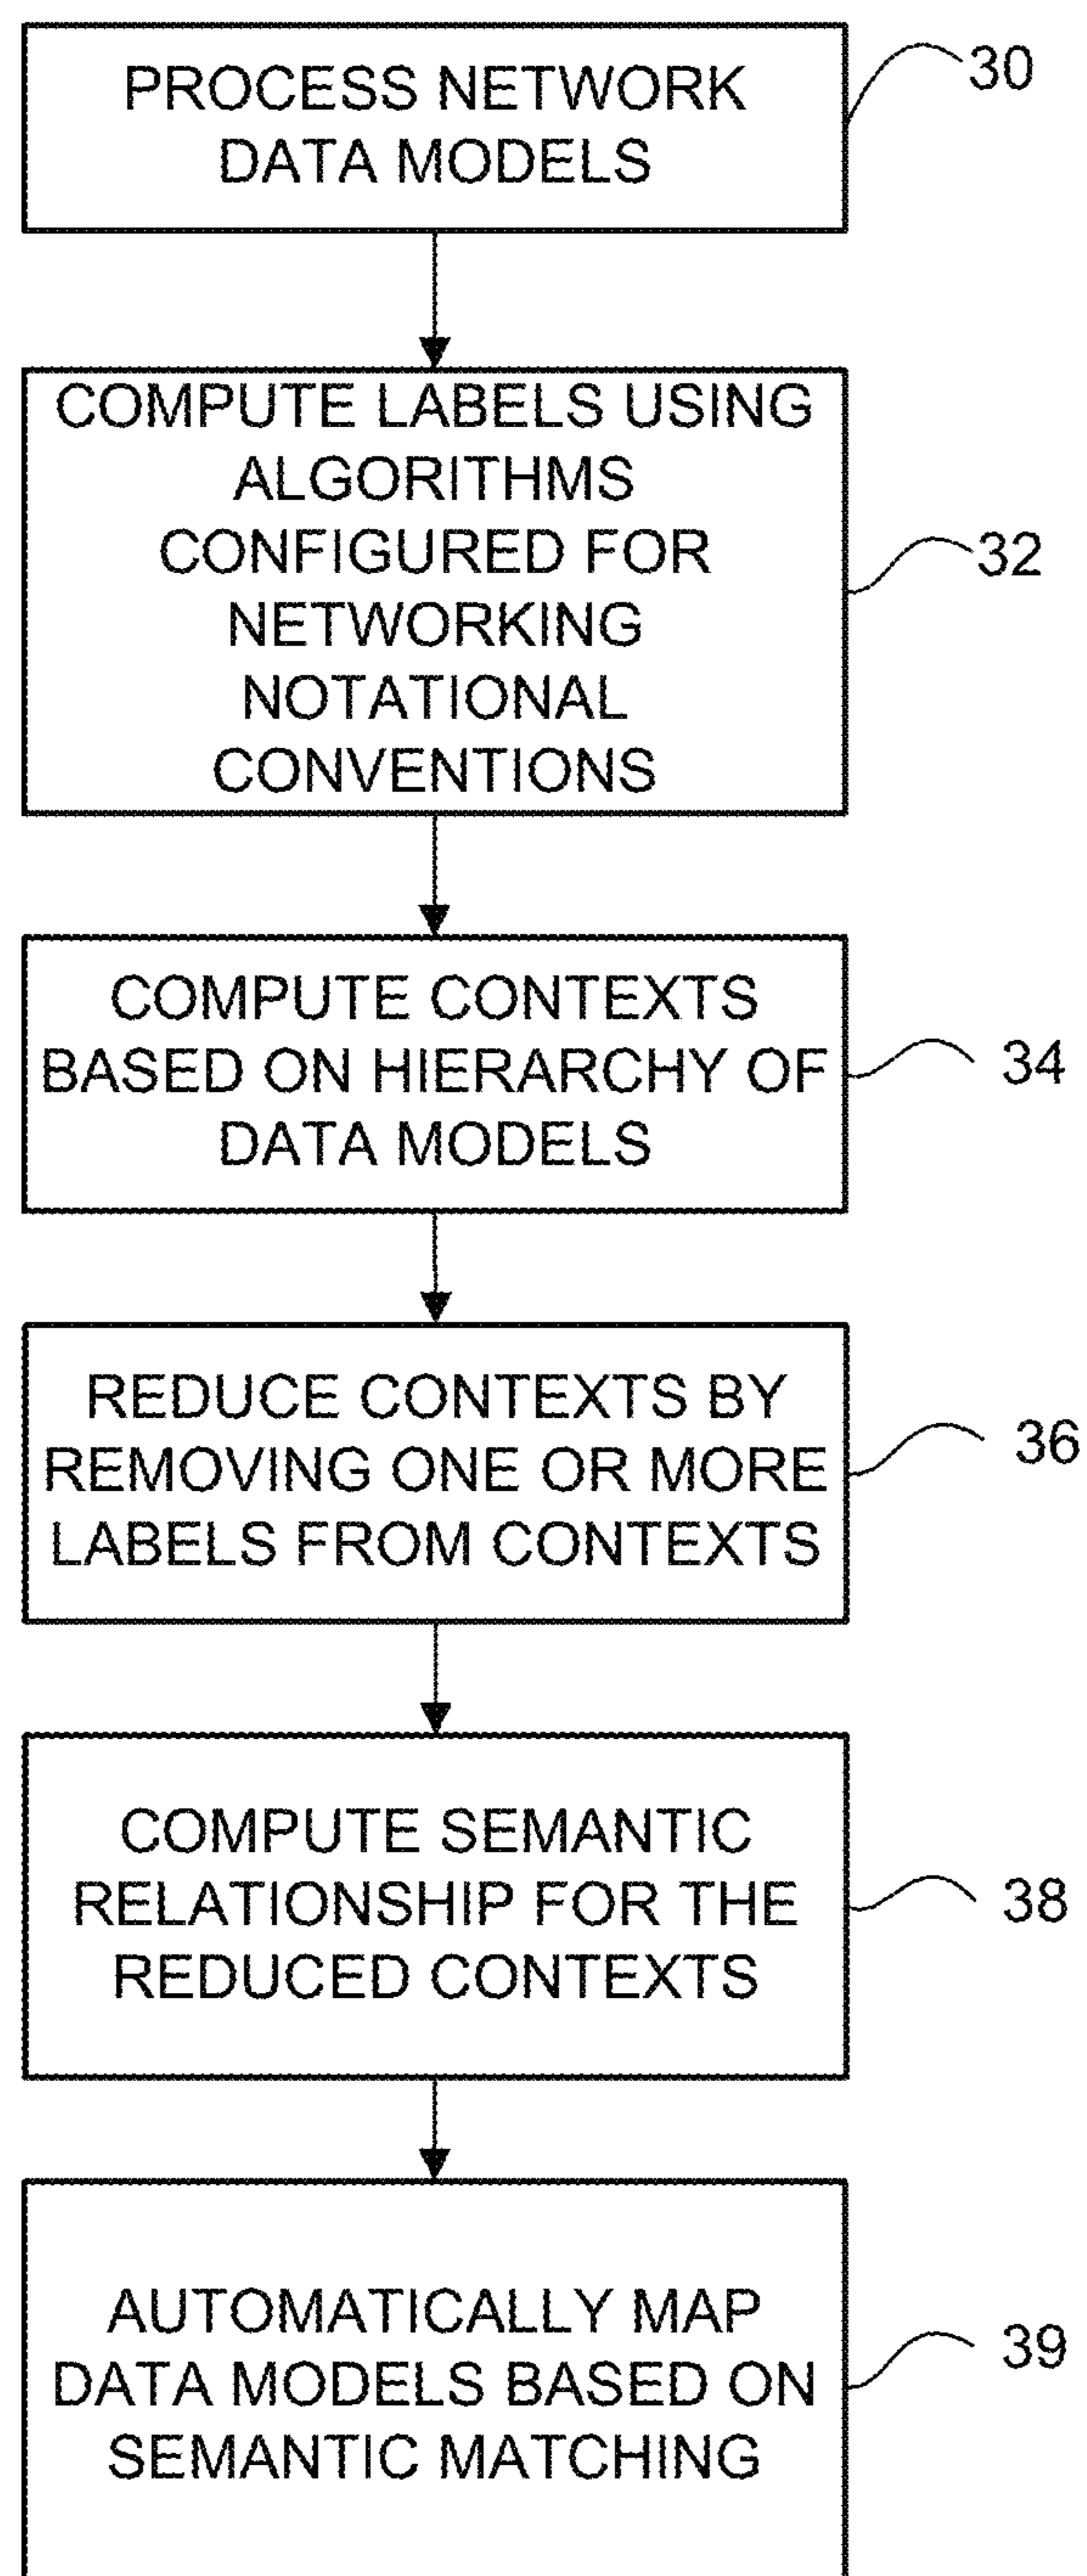 PROCESS NETWORK
DATA MODELS
30
COMPUTE LABELS USING
ALGORITHMS
CONFIGURED FOR
NETWORKING
NOTATIONAL
CONVENTIONS
32
COMPUTE CONTEXTS
BASED ON HIERARCHY OF
DATA MODELS
34
REDUCE CONTEXTS BY
REMOVING ONE OR MORE
LABELS FROM CONTEXTS
36
COMPUTE SEMANTIC
RELATIONSHIP FOR THE
REDUCED CONTEXTS
38
AUTOMATICALLY MAP
DATA MODELS BASED ON
SEMANTIC MATCHING
39